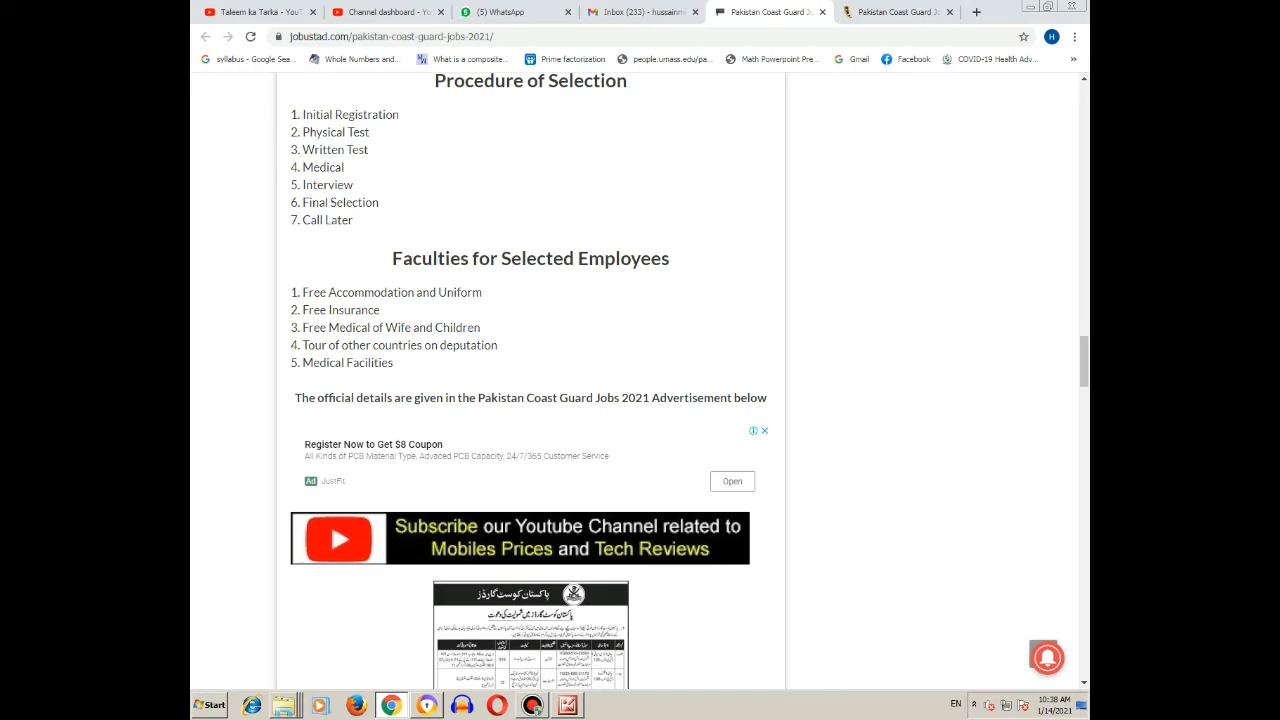 Taleem ka Tarka - YouT
Channel dashboard - Yo
(5) WhatsApp
Inbox (233) - hussainm
Pakistan Coast Guard Jo
Pakistan Coast Guard Jo
jobustad.com/pakistan-coast-guard-jobs-2021/
H
syllabus - Google Sea...
Whole Numbers and...
What is a composite...
Prime factorization
people.umass.edu/pa...
Math Powerpoint Pre...
Gmail
Facebook
COVID-19 Health Adv...
Procedure of Selection
1. Initial Registration
2. Physical Test
3. Written Test
4. Medical
5. Interview
6. Final Selection
7. Call Later
Faculties for Selected Employees
1. Free Accommodation and Uniform
2. Free Insurance
3. Free Medical of Wife and Children
4. Tour of other countries on deputation
5. Medical Facilities
The official details are given in the Pakistan Coast Guard Jobs 2021 Advertisement below
Register Now to Get $8 Coupon
All Kinds of PCB Material Type, Advaced PCB Capacity, 24/7/365 Customer Service
Ad JustFit
Open
Subscribe our Youtube Channel related to
Mobiles Prices and Tech Reviews
پاکستان کوسٹ گارڈز
پاکستان کوسٹ گارڈز میں شمولیت کی دعوت
Start
EN
10:38 AM
1/14/2021